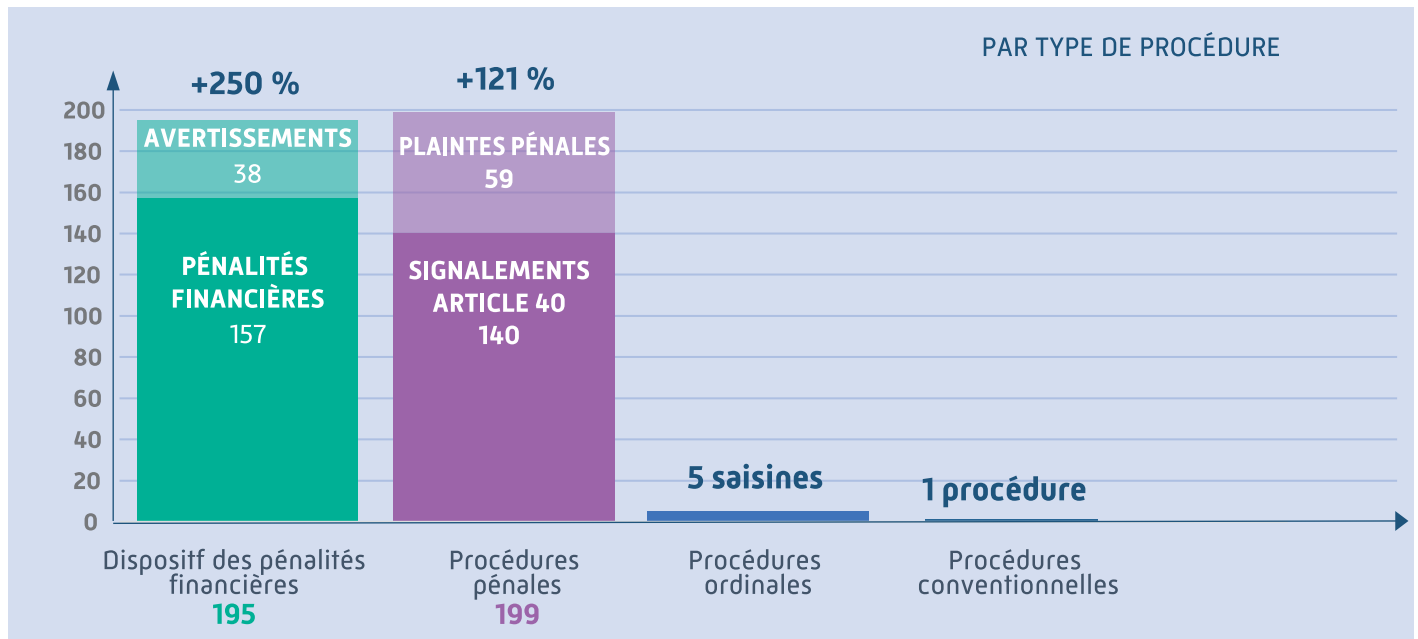 PAR TYPE DE PROCÉDURE
+250 %
+121 %
200
180
160
140
120
100
80
60
40
20
0
AVERTISSEMENTS
38
PÉNALITÉS
FINANCIÈRES
157
PLAINTES PÉNALES
59
SIGNALEMENTS
ARTICLE 40
140
5 saisines
1 procédure
Dispositf des pénalités
financières
195
Procédures
pénales
199
Procédures
ordinales
Procédures
conventionnelles